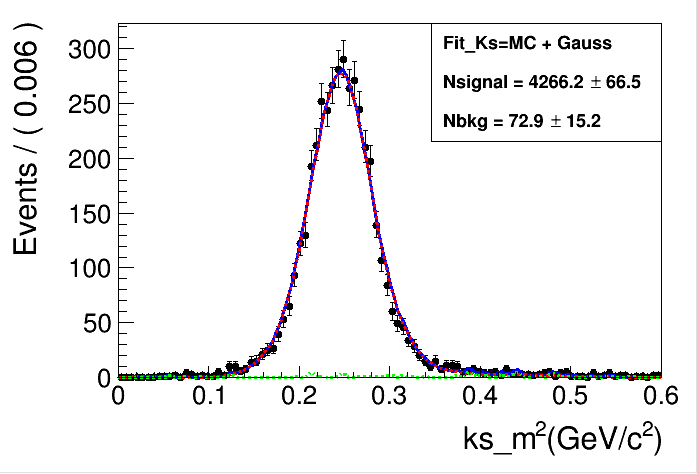 Events / ( 0.006 )
300
250
200
150
100
50
0
0 0.1 0.2 0.3 0.4 0.5 0.6
ks_m²(GeV/c²)
Fit_Ks=MC + Gauss
Nsignal = 4266.2 ± 66.5
Nbkg = 72.9 ± 15.2